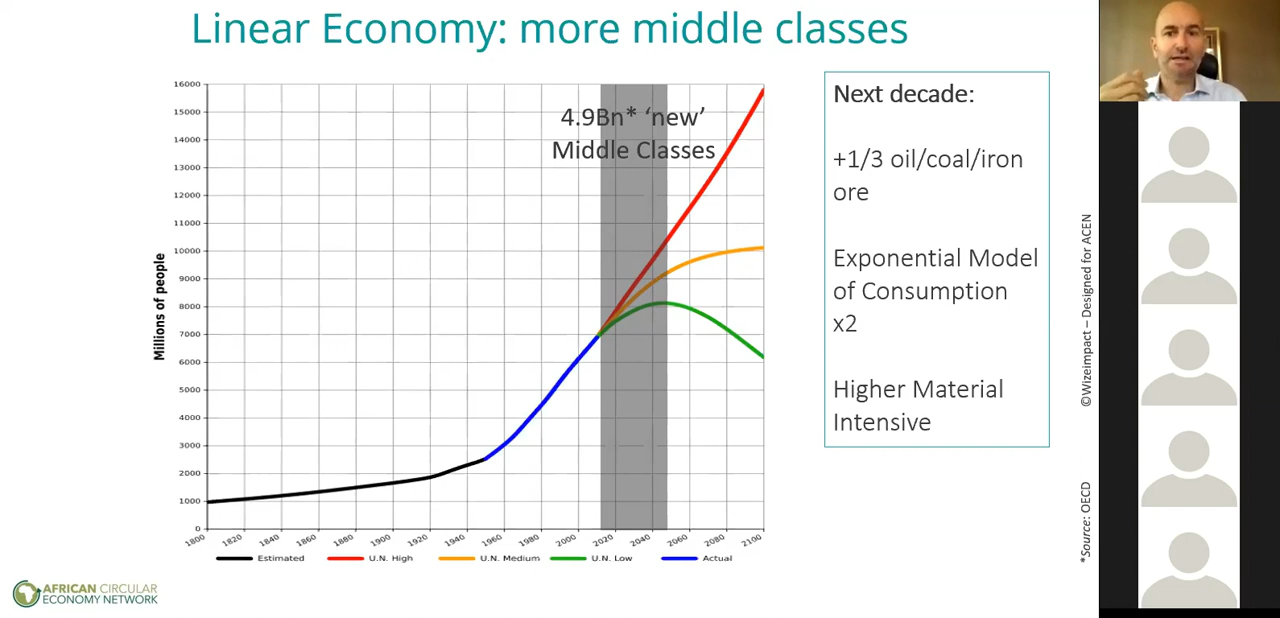 Linear Economy: more middle classes
16000
15000
14000
13000
12000
11000
10000
9000
8000
7000
6000
5000
4000
3000
2000
1000
0
Millions of people
4.9Bn* ‘new’
Middle Classes
1800 1820 1840 1860 1880 1900 1920 1940 1960 1980 2000 2020 2040 2060 2080 2100
Estimated U.N. High U.N. Medium U.N. Low Actual
Next decade:
+1/3 oil/coal/iron
ore
Exponential Model
of Consumption
x2
Higher Material
Intensive
©Wizeimpact – Designed for ACEN
*Source: OECD
AFRICAN CIRCULAR
ECONOMY NETWORK